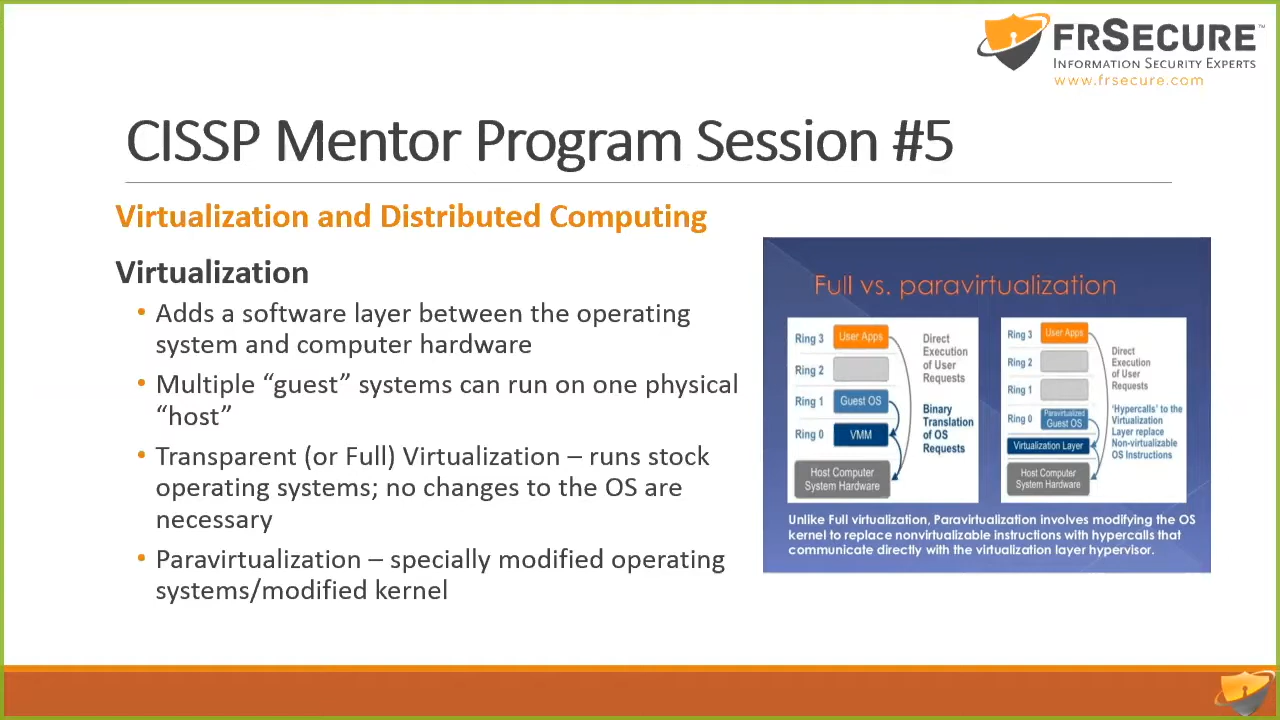 FRSECURE™
INFORMATION SECURITY EXPERTS
www.frsecure.com
CISSP Mentor Program Session #5
Virtualization and Distributed Computing
Virtualization
• Adds a software layer between the operating
system and computer hardware
• Multiple “guest” systems can run on one physical
“host”
• Transparent (or Full) Virtualization – runs stock
operating systems; no changes to the OS are
necessary
• Paravirtualization – specially modified operating
systems/modified kernel
Full vs. paravirtualization
Ring 3
User Apps
Ring 2
Ring 1
Guest OS
Ring 0
VMM
Host Computer
System Hardware
Direct
Execution
of User
Requests
Binary
Translation
of OS
Requests
Ring 3
User Apps
Ring 2
Ring 1
Ring 0
Paravirtualized
Guest OS
Virtualization Layer
Host Computer
System Hardware
Direct
Execution
of User
Requests
‘Hypercalls’ to the
Virtualization
Layer replace
Non-virtualizable
OS Instructions
Unlike Full virtualization, Paravirtualization involves modifying the OS
kernel to replace nonvirtualizable instructions with hypercalls that
communicate directly with the virtualization layer hypervisor.